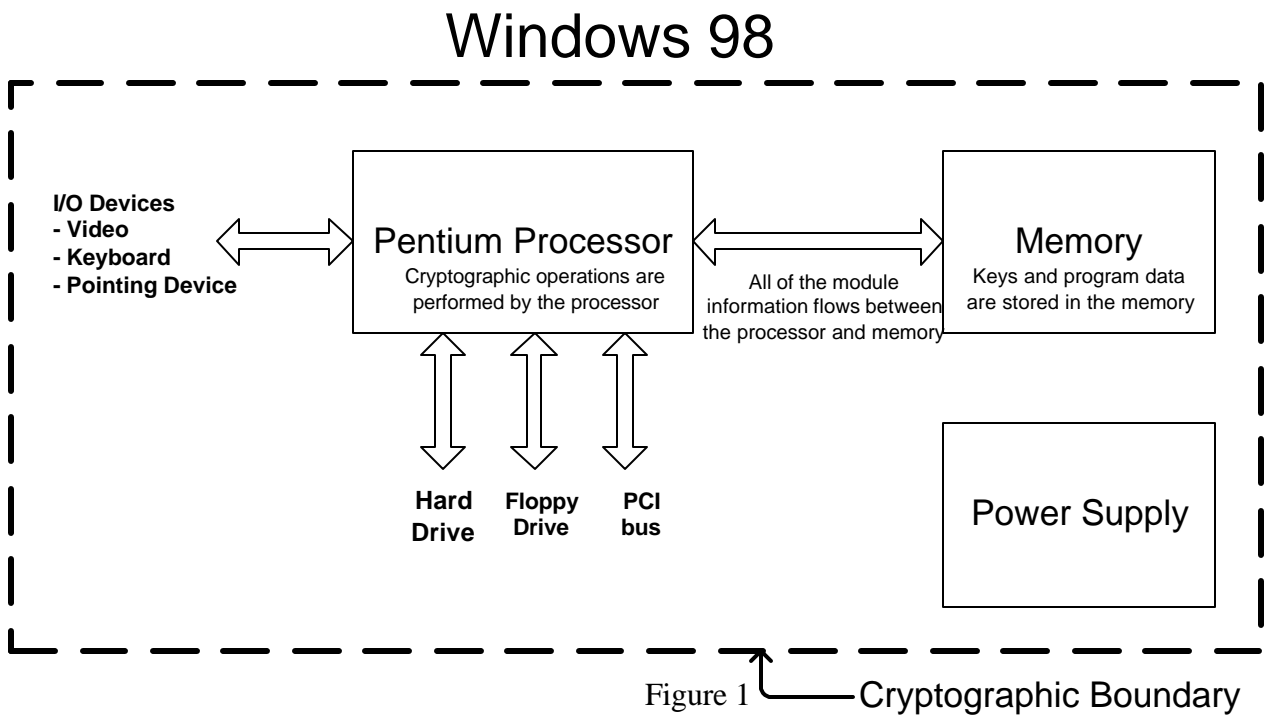 Windows 98
I/O Devices
- Video
- Keyboard
- Pointing Device
Pentium Processor
Cryptographic operations are
performed by the processor
All of the module
information flows between
the processor and memory
Memory
Keys and program data
are stored in the memory
Hard
Drive
Floppy
Drive
PCI
bus
Power Supply
Figure 1
Cryptographic Boundary